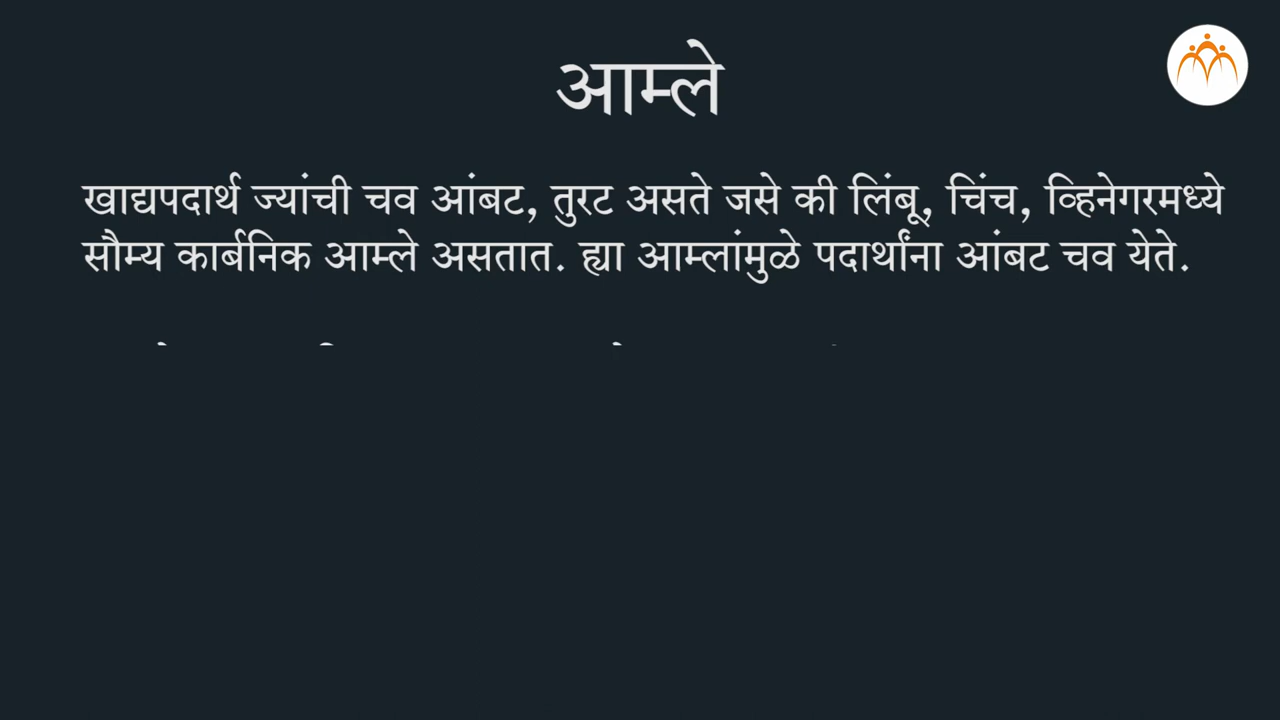 आम्ले
खाद्यपदार्थ ज्यांची चव आंबट, तुरट असते जसे की लिंबू, चिंच, व्हिनेगरमध्ये
सौम्य कार्बनिक आम्ले असतात. ह्या आम्लांमुळे पदार्थांना आंबट चव येते.